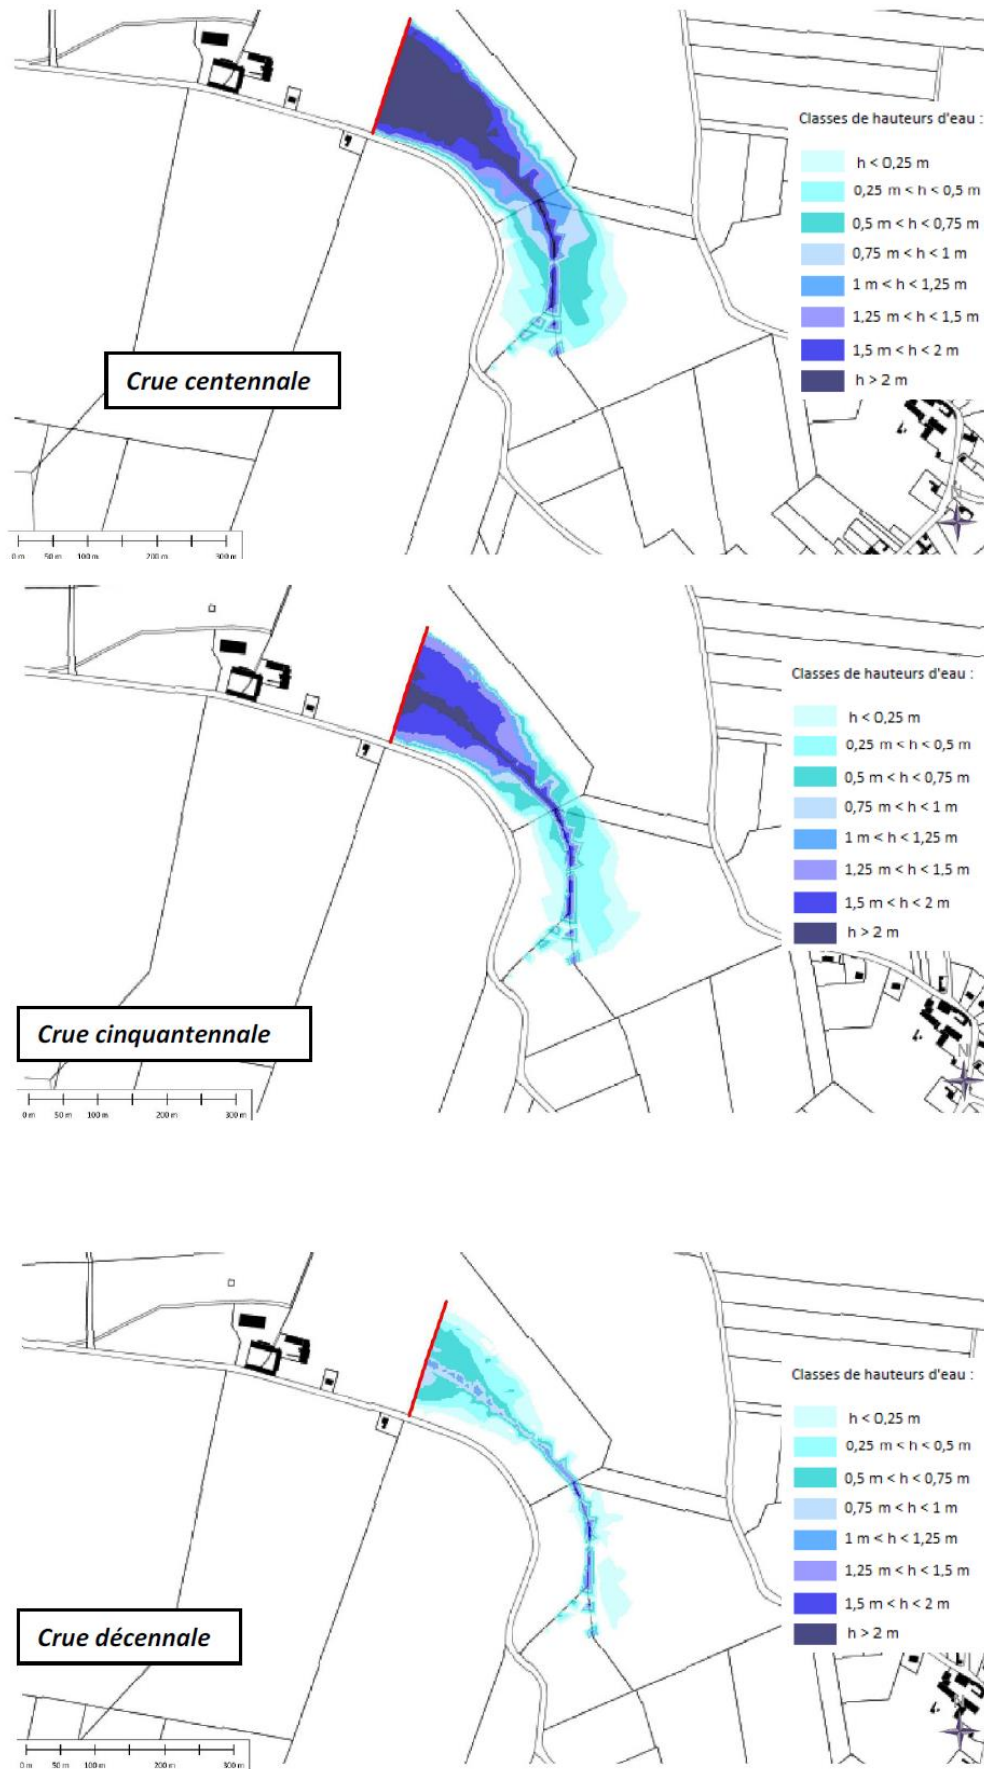 Classes de hauteurs d'eau :
h < 0,25 m
0,25 m < h < 0,5 m
0,5 m < h < 0,75 m
0,75 m < h < 1 m
1 m < h < 1,25 m
1,25 m < h < 1,5 m
1,5 m < h < 2 m
h > 2 m
Crue centennale
0 m 50 m 100 m 200 m 300 m
Classes de hauteurs d'eau :
h < 0,25 m
0,25 m < h < 0,5 m
0,5 m < h < 0,75 m
0,75 m < h < 1 m
1 m < h < 1,25 m
1,25 m < h < 1,5 m
1,5 m < h < 2 m
h > 2 m
Crue cinquantennale
N
0 m 50 m 100 m 200 m 300 m
Classes de hauteurs d'eau :
h < 0,25 m
0,25 m < h < 0,5 m
0,5 m < h < 0,75 m
0,75 m < h < 1 m
1 m < h < 1,25 m
1,25 m < h < 1,5 m
1,5 m < h < 2 m
h > 2 m
Crue décennale
0 m 50 m 100 m 200 m 300 m